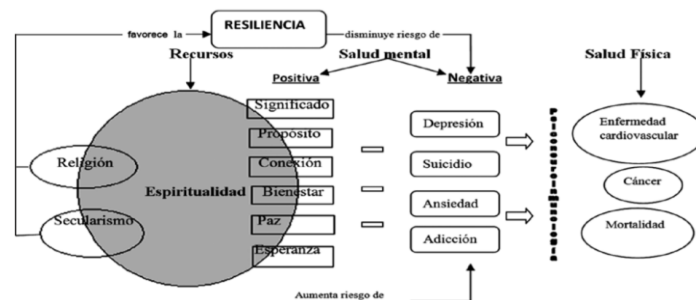 RESILIENCIA
favorece la
disminuye riesgo de
Recursos
Salud mental
Salud Física
Positiva
Negativa
Significado
Propósito
Conexión
Bienestar
Paz
Esperanza
Religión
Espiritualidad
Secularismo
Depresión
Suicidio
Ansiedad
Adicción
Enfermedad
cardiovascular
Cáncer
Mortalidad
Aumenta riesgo de